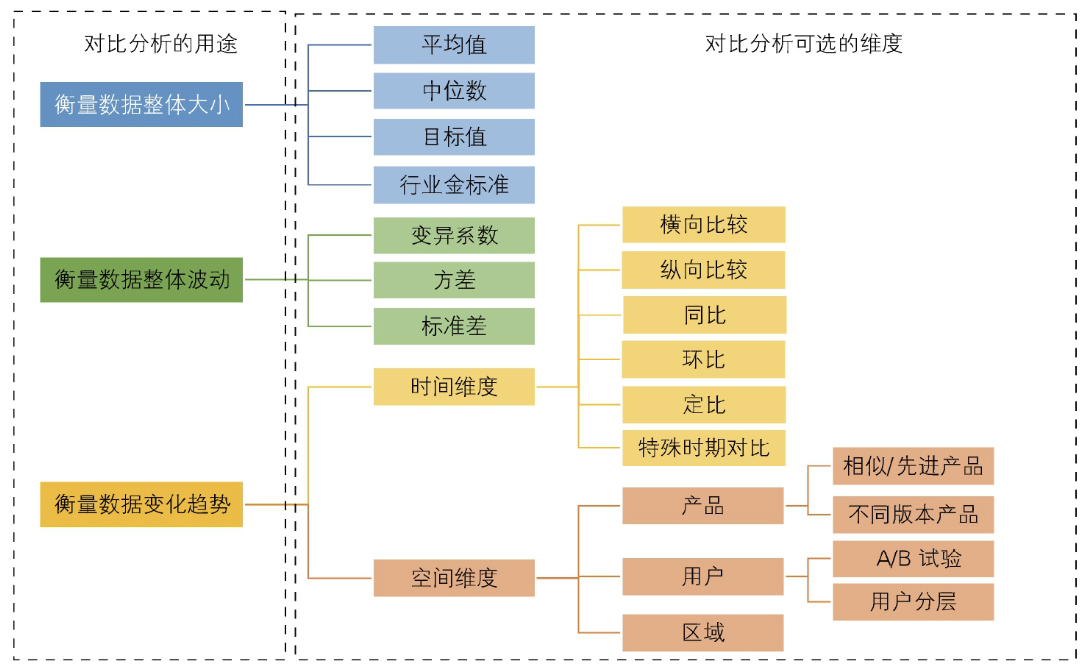 对比分析的用途
对比分析可选的维度
衡量数据整体大小
平均值
中位数
目标值
行业金标准
衡量数据整体波动
变异系数
方差
标准差
衡量数据变化趋势
时间维度
横向比较
纵向比较
同比
环比
定比
特殊时期对比
空间维度
产品
相似/先进产品
不同版本产品
用户
A/B 试验
用户分层
区域